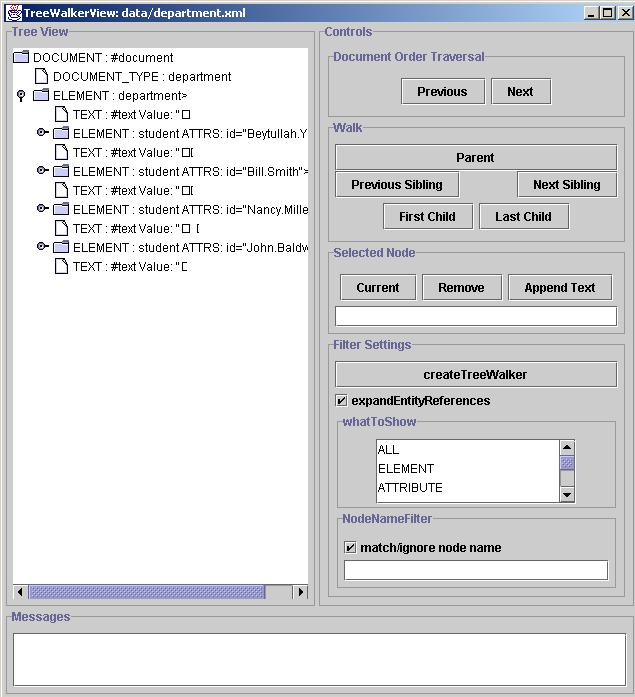 TreeWalkerView: data/department.xml
Tree View
DOCUMENT : #document
DOCUMENT_TYPE : department
ELEMENT : department>
TEXT : #text Value: "
ELEMENT : student ATTRS: id="Beytullah.Y
TEXT : #text Value: "
ELEMENT : student ATTRS: id="Bill.Smith">
TEXT : #text Value: "
ELEMENT : student ATTRS: id="Nancy.Mille
TEXT : #text Value: "
ELEMENT : student ATTRS: id="John.Baldw
TEXT : #text Value: "
Controls
Document Order Traversal
Previous Next
Walk
Parent
Previous Sibling Next Sibling
First Child Last Child
Selected Node
Current Remove Append Text
Filter Settings
createTreeWalker
expandEntityReferences
whatToShow
ALL
ELEMENT
ATTRIBUTE
NodeNameFilter
match/ignore node name
Messages